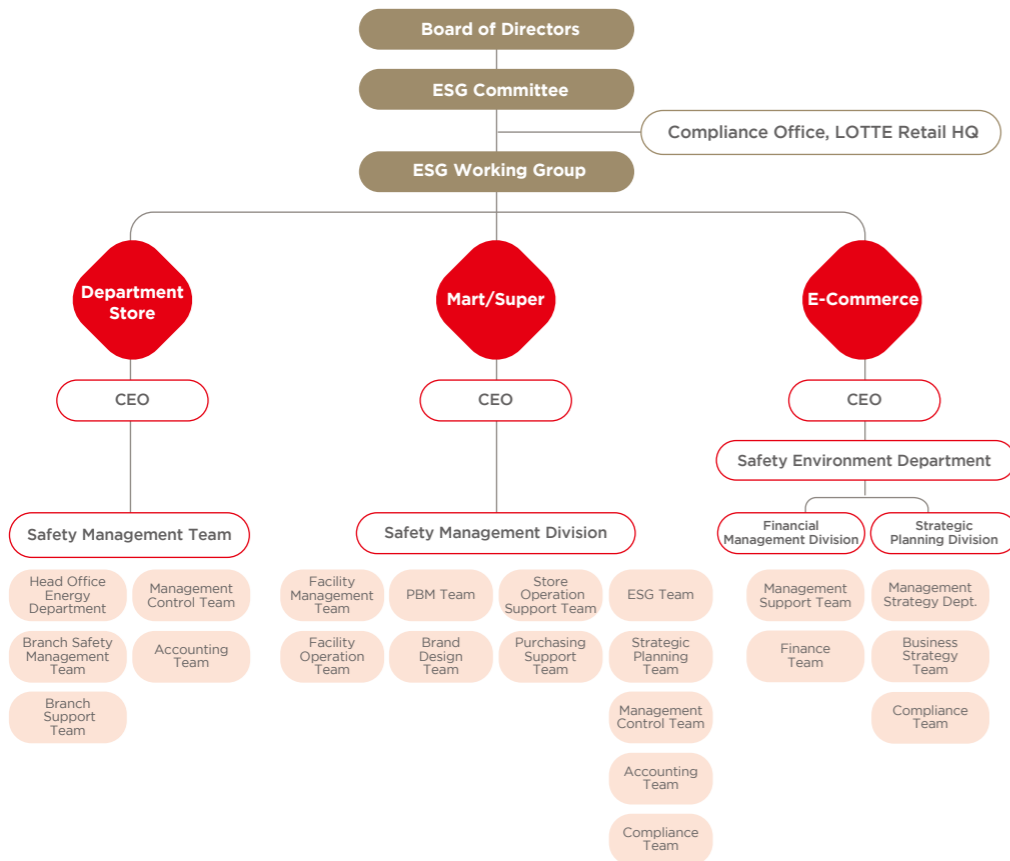 Board of Directors
ESG Committee
Compliance Office, LOTTE Retail HQ
ESG Working Group
Department
Store
Mart/Super
E-Commerce
CEO
CEO
CEO
Safety Environment Department
Safety Management Team
Safety Management Division
Financial
Management Division
Strategic
Planning Division
Head Office
Energy
Department
Management
Control Team
Branch Safety
Management
Team
Accounting
Team
Branch
Support
Team
Facility
Management
Team
PBM Team
Store
Operation
Support Team
ESG Team
Facility
Operation
Team
Brand
Design Team
Purchasing
Support
Team
Strategic
Planning
Team
Management
Control Team
Accounting
Team
Compliance
Team
Management
Support Team
Management
Strategy Dept.
Finance
Team
Business
Strategy
Team
Compliance
Team